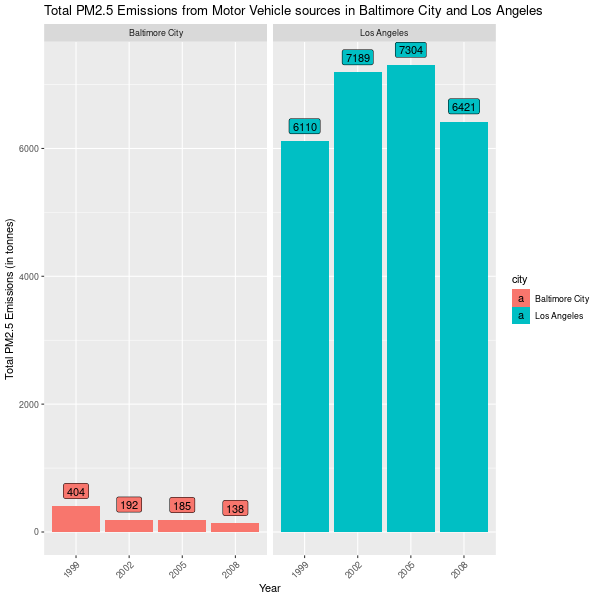 Total PM2.5 Emissions from Motor Vehicle sources in Baltimore City and Los Angeles
Baltimore City
Los Angeles
Total PM2.5 Emissions (in tonnes)
6000
4000
2000
0
404
192
185
138
6110
7189
7304
6421
1999
2002
2005
2008
1999
2002
2005
2008
Year
city
a Baltimore City
a Los Angeles